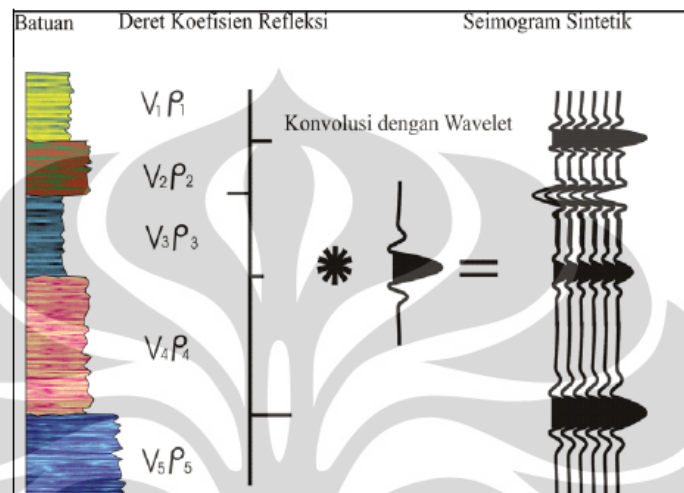 Batuan Deret Koefisien Refleksi Seimogram Sintetik
V₁ρ₁
Konvolusi dengan Wavelet
V₂ρ₂
V₃ρ₃
V₄ρ₄
V₅ρ₅